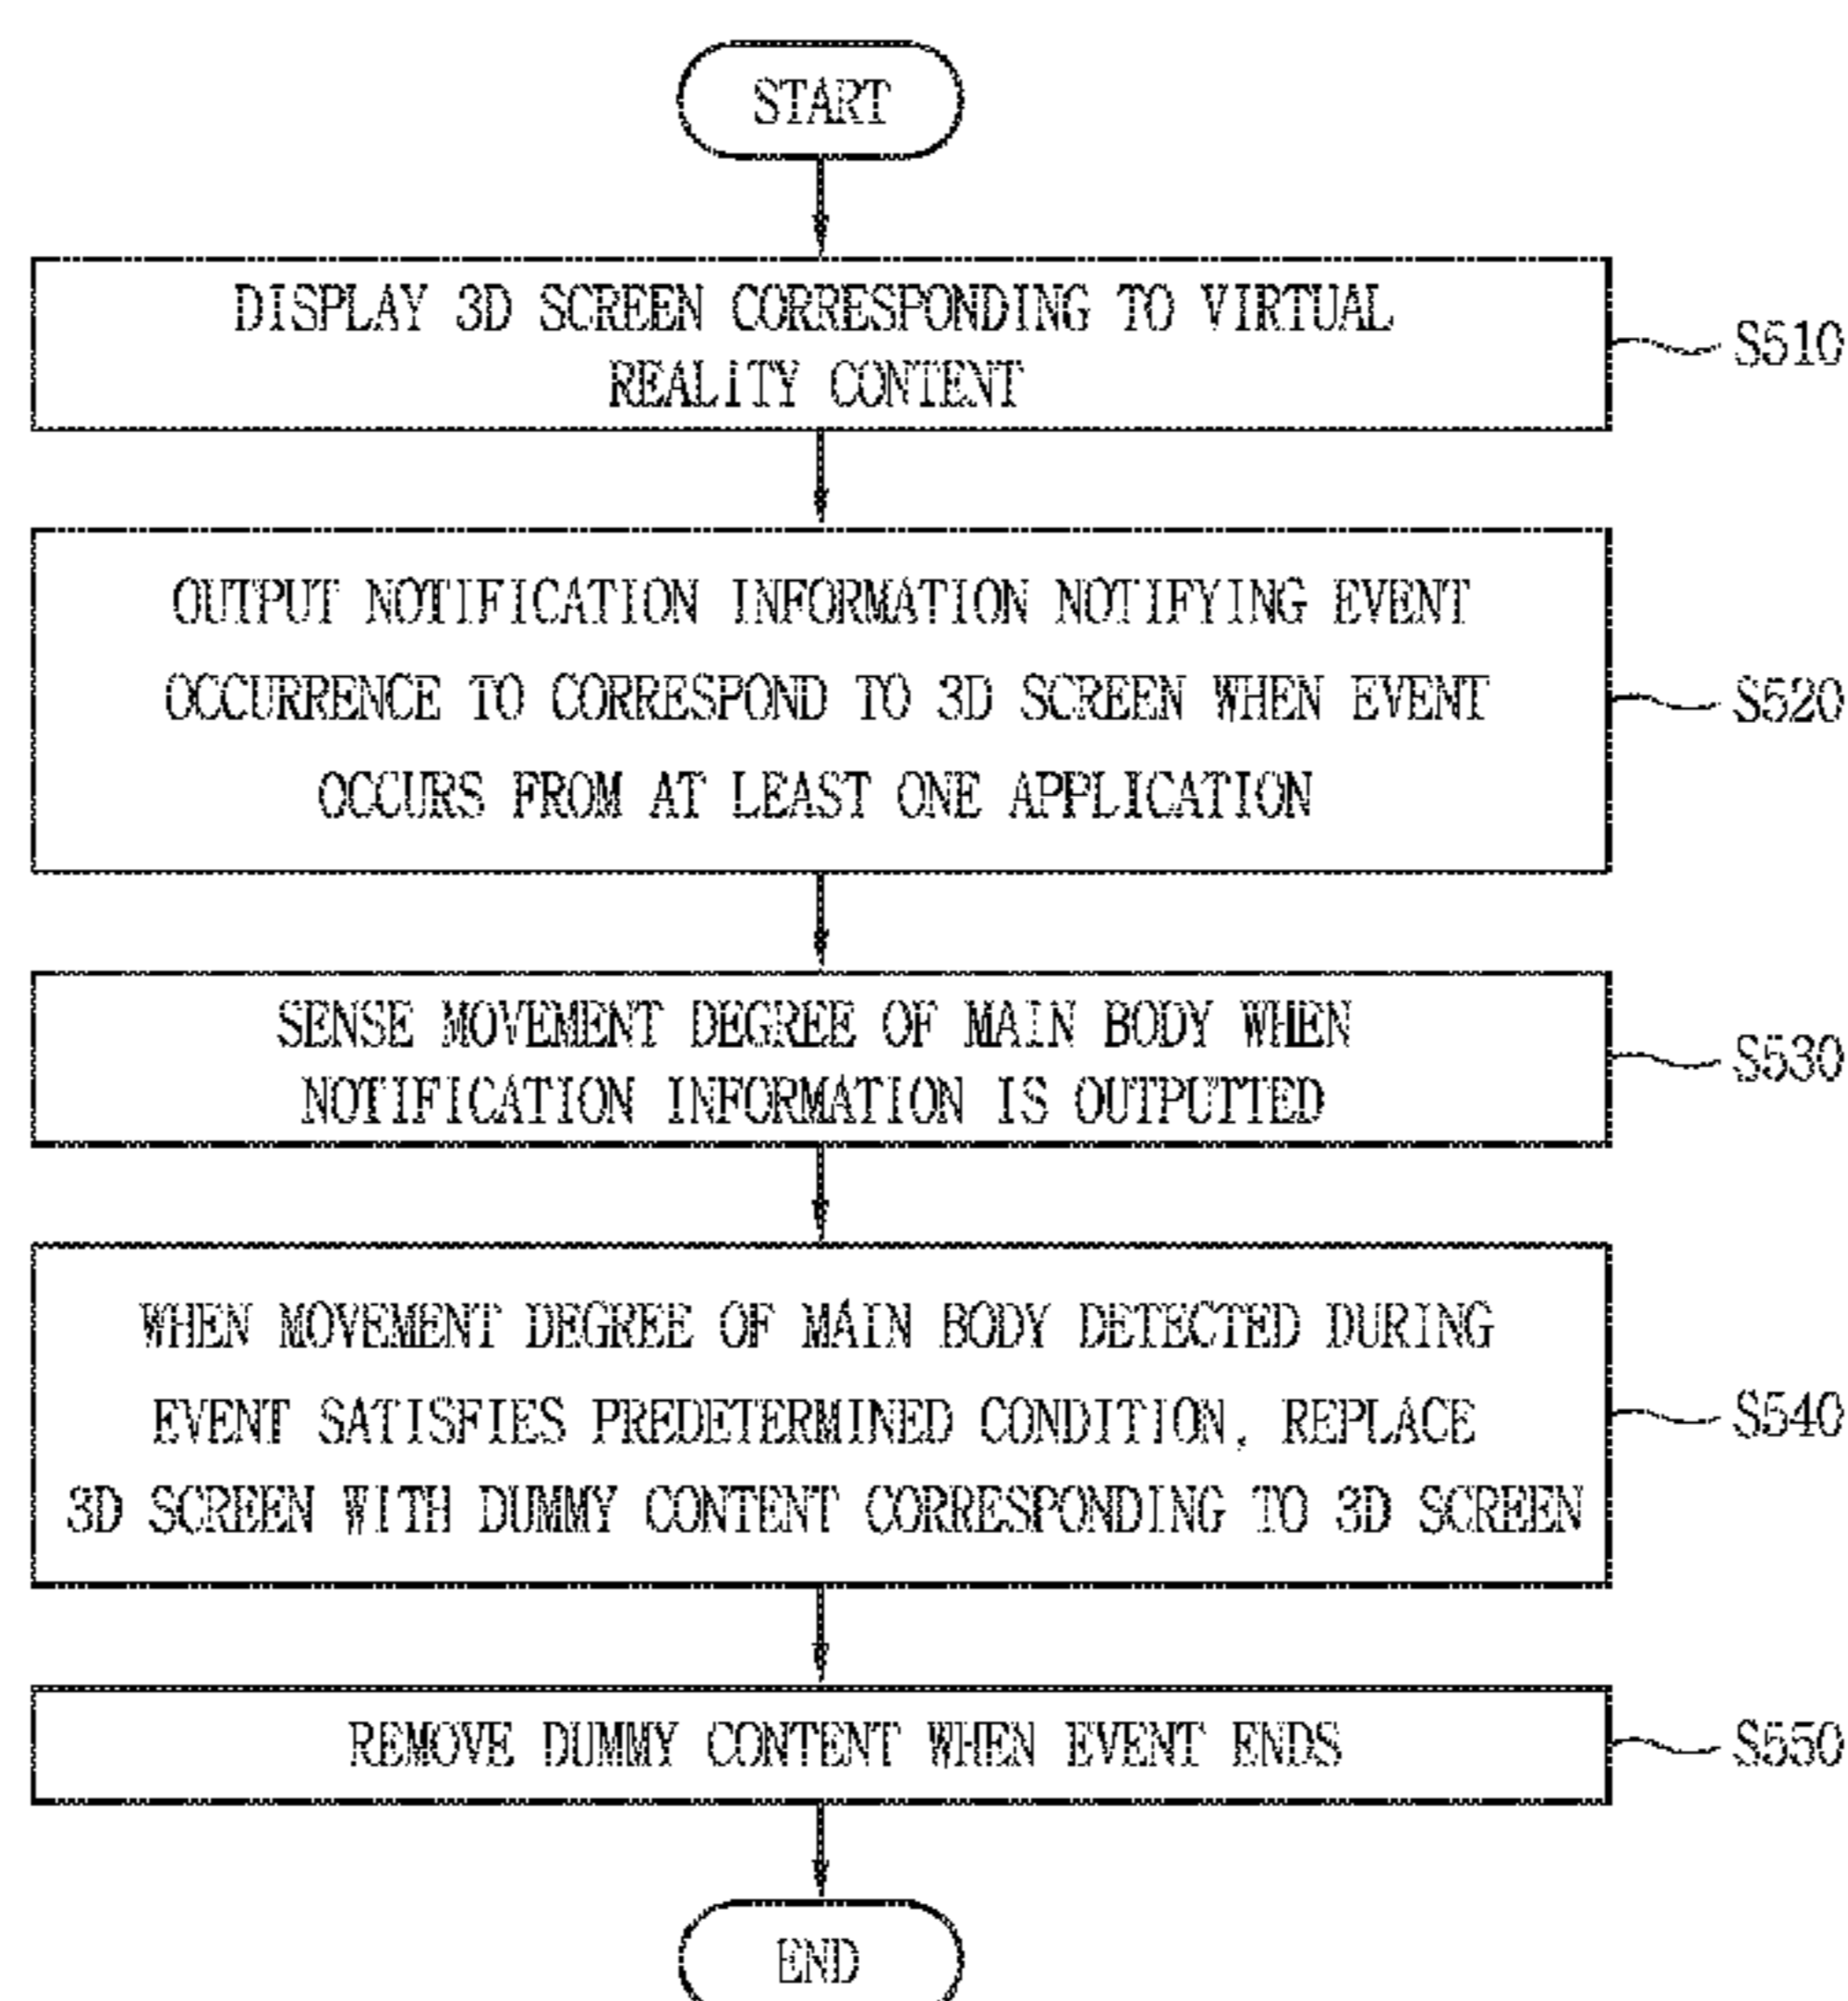 START
DISPLAY 3D SCREEN CORRESPONDING TO VIRTUAL
REALITY CONTENT
S510
OUTPUT NOTIFICATION INFORMATION NOTIFYING EVENT
OCCURRENCE TO CORRESPOND TO 3D SCREEN WHEN EVENT
OCCURS FROM AT LEAST ONE APPLICATION
S520
SENSE MOVEMENT DEGREE OF MAIN BODY WHEN
NOTIFICATION INFORMATION IS OUTPUTTED
S530
WHEN MOVEMENT DEGREE OF MAIN BODY DETECTED DURING
EVENT SATISFIES PREDETERMINED CONDITION, REPLACE
3D SCREEN WITH DUMMY CONTENT CORRESPONDING TO 3D SCREEN
S540
REMOVE DUMMY CONTENT WHEN EVENT ENDS
S550
END